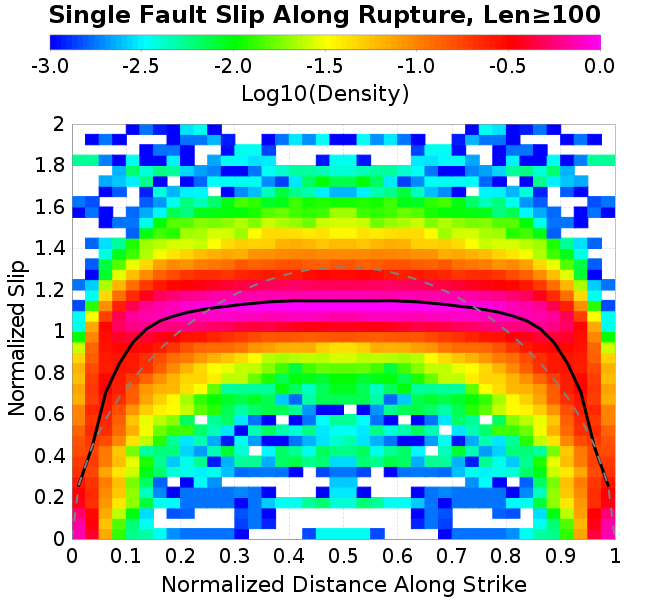 Single Fault Slip Along Rupture, Len≥100
-3.0 -2.5 -2.0 -1.5 -1.0 -0.5 0.0
Log10(Density)
2
1.8
1.6
1.4
1.2
1
0.8
0.6
0.4
0.2
0
Normalized Slip
0 0.1 0.2 0.3 0.4 0.5 0.6 0.7 0.8 0.9 1
Normalized Distance Along Strike